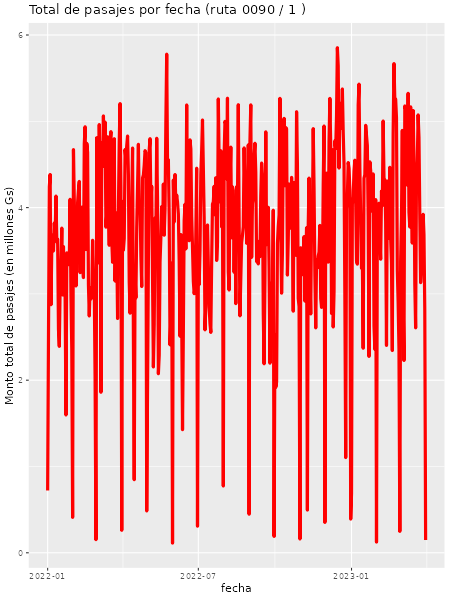 Total de pasajes por fecha (ruta 0090 / 1 )
Monto total de pasajes (en millones Gs)
6
4
2
0
2022-01
2022-07
2023-01
fecha